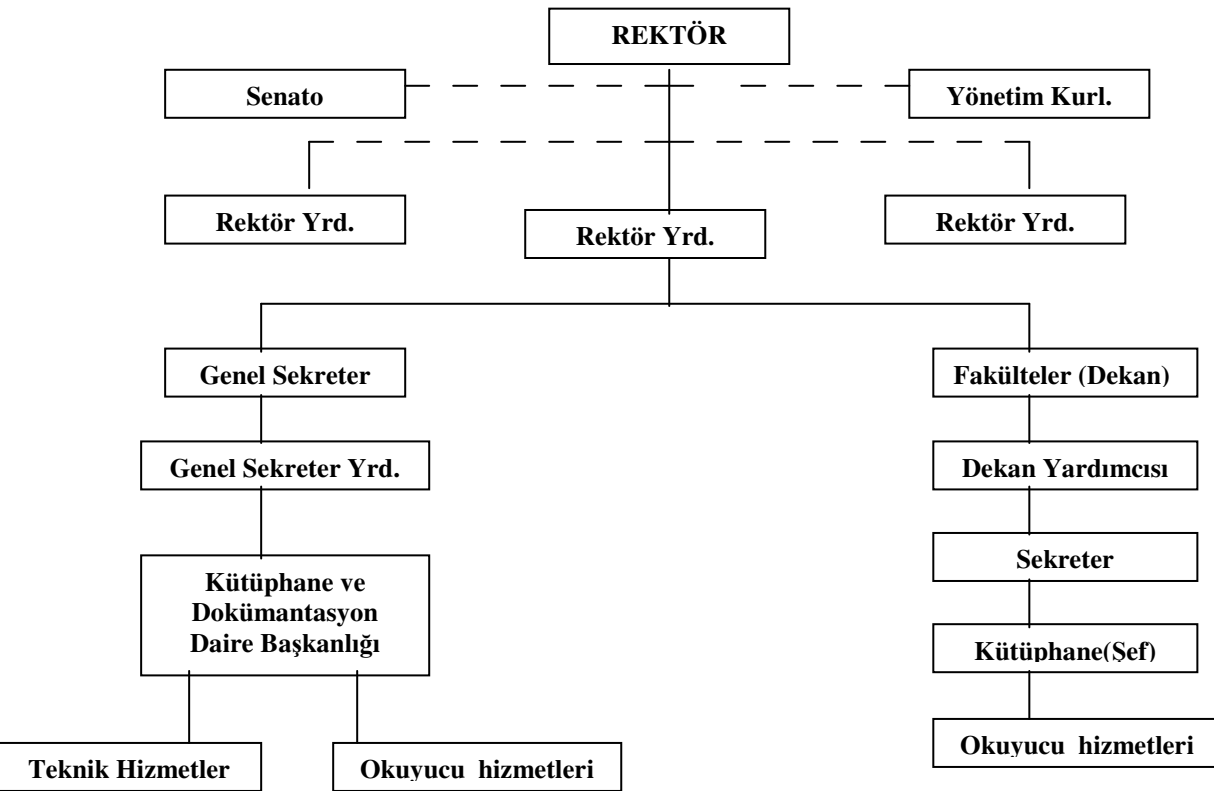 REKTÖR
Senato
Yönetim Kurl.
Rektör Yrd.
Rektör Yrd.
Rektör Yrd.
Genel Sekreter
Fakülteler (Dekan)
Genel Sekreter Yrd.
Dekan Yardımcısı
Sekreter
Kütüphane ve
Dokümantasyon
Daire Başkanlığı
Kütüphane(Şef)
Okuyucu hizmetleri
Teknik Hizmetler
Okuyucu hizmetleri